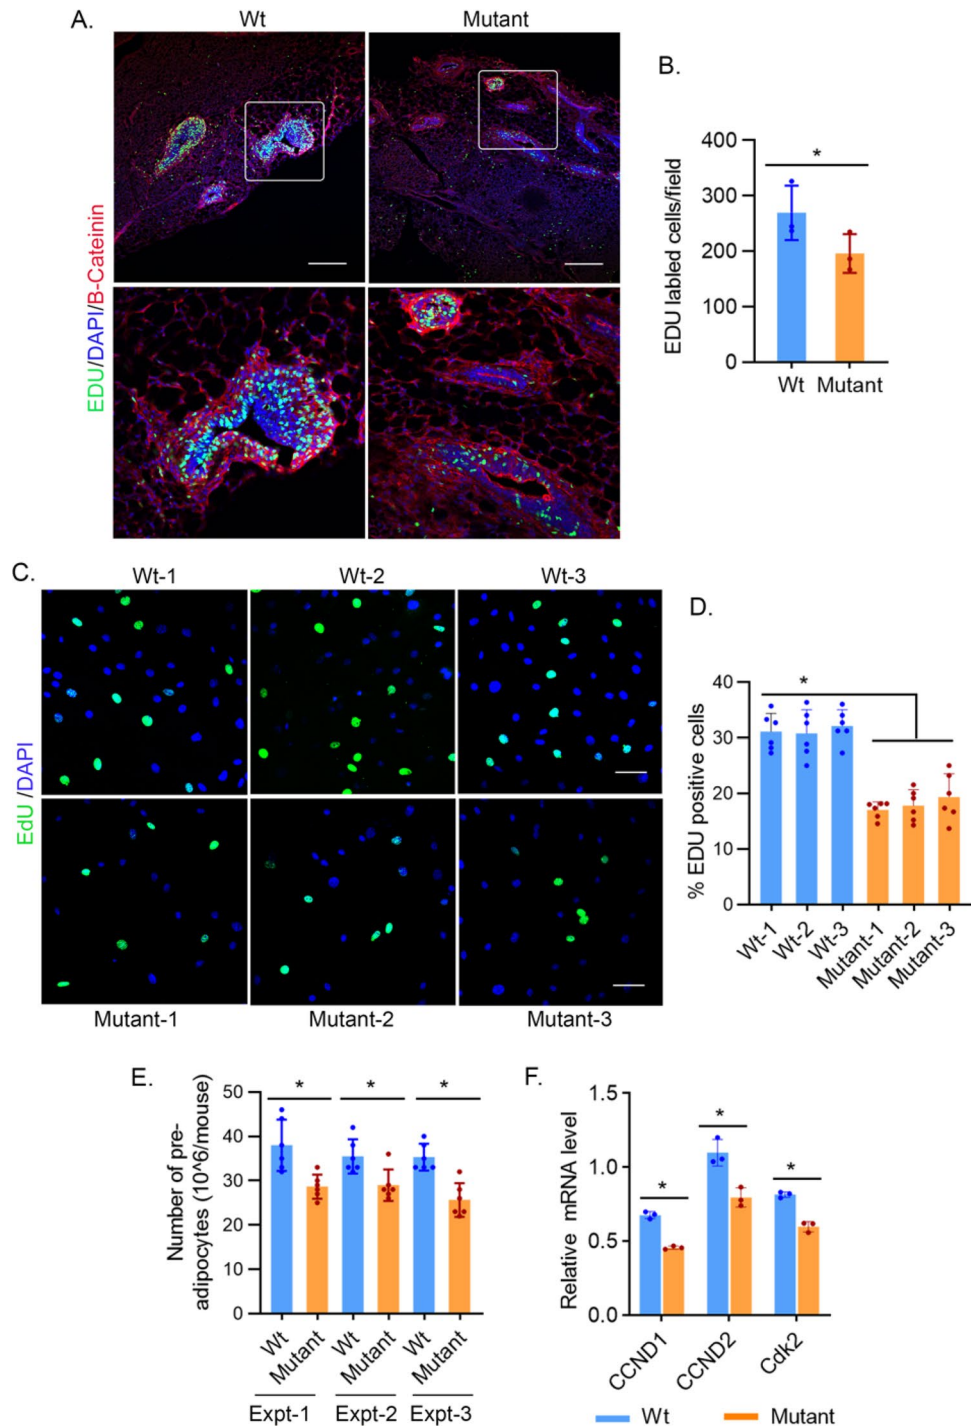 A.
Wt
Mutant
EDU/DAPI/B-Cateinin
B.
EDU labled cells/field
400
300
200
100
0
*
Wt
Mutant
C.
Wt-1
Wt-2
Wt-3
EdU /DAPI
Mutant-1
Mutant-2
Mutant-3
D.
% EDU positive cells
40
30
20
10
0
*
Wt-1
Wt-2
Wt-3
Mutant-1
Mutant-2
Mutant-3
E.
Number of pre-
adipocytes (10^6/mouse)
50
40
30
20
10
0
*
*
*
Wt
Mutant
Wt
Mutant
Wt
Mutant
Expt-1
Expt-2
Expt-3
F.
Relative mRNA level
1.5
1.0
0.5
0.0
*
*
*
CCND1
CCND2
Cdk2
Wt
Mutant